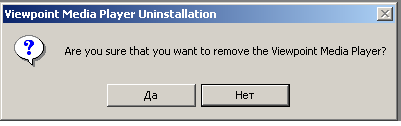 Viewpoint Media Player Uninstallation
Are you sure that you want to remove the Viewpoint Media Player?
Да
Нет